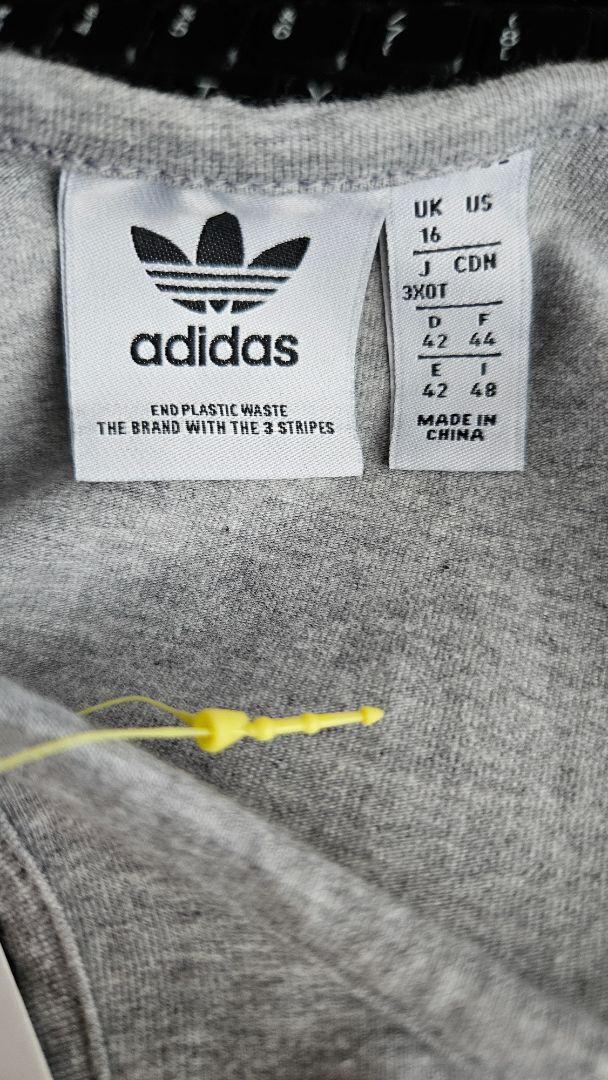 adidas
END PLASTIC WASTE
THE BRAND WITH THE 3 STRIPES
UK US
16
J CDN
3XOT
D F
42 44
E I
42 48
MADE IN
CHINA